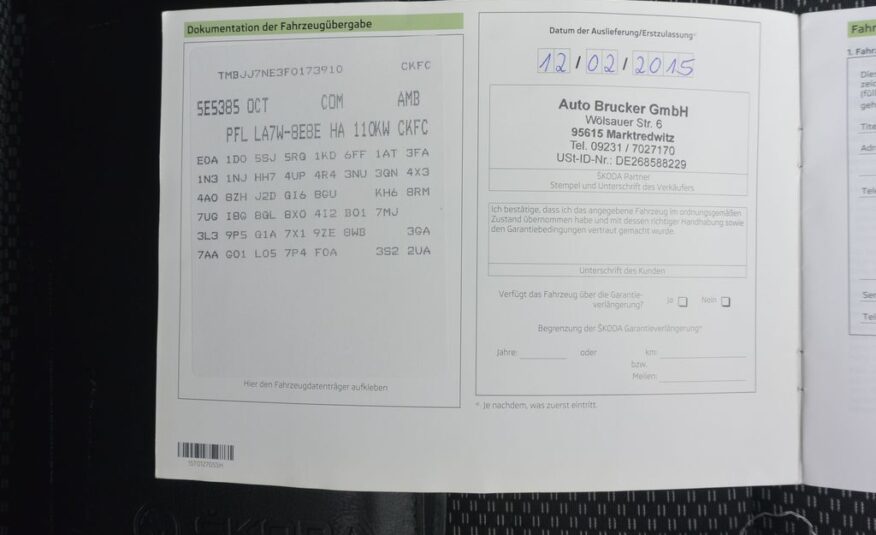 Dokumentation der Fahrzeugübergabe
TMBJJ7NE3F0173910 CKFC
5E5385 OCT COM AMB
PFL LA7W-8E8E HA 110KW CKFC
E0A 1D0 5SJ 5RQ 1KD 6FF 1AT 3FA
1N3 1NJ HH7 4UP 4R4 3NU 3GN 4X3
4A0 8ZH J2D GI6 8GU KH6 8RM
7UG I8G 8QL 8X0 4I2 B01 7MJ
3L3 9P5 Q1A 7X1 9ZE 8WB 3GA
7AA G01 L05 7P4 F0A 3S2 2UA
Hier den Fahrzeugdatenträger aufkleben
Datum der Auslieferung/Erstzulassung*
12/02/2015
Auto Brucker GmbH
Wölsauer Str. 6
95615 Marktredwitz
Tel. 09231 / 7027170
USt-ID-Nr.: DE268588229
ŠKODA Partner
Stempel und Unterschrift des Verkäufers
Ich bestätige, dass ich das angegebene Fahrzeug im ordnungsgemäßen
Zustand übernommen habe und mit dessen richtiger Handhabung sowie
den Garantiebedingungen vertraut gemacht wurde.
Unterschrift des Kunden
Verfügt das Fahrzeug über die Garantie-
verlängerung? Ja Nein
Begrenzung der ŠKODA Garantieverlängerung*
Jahre: oder km:
bzw.
Meilen:
* Je nachdem, was zuerst eintritt.
ŠKODA